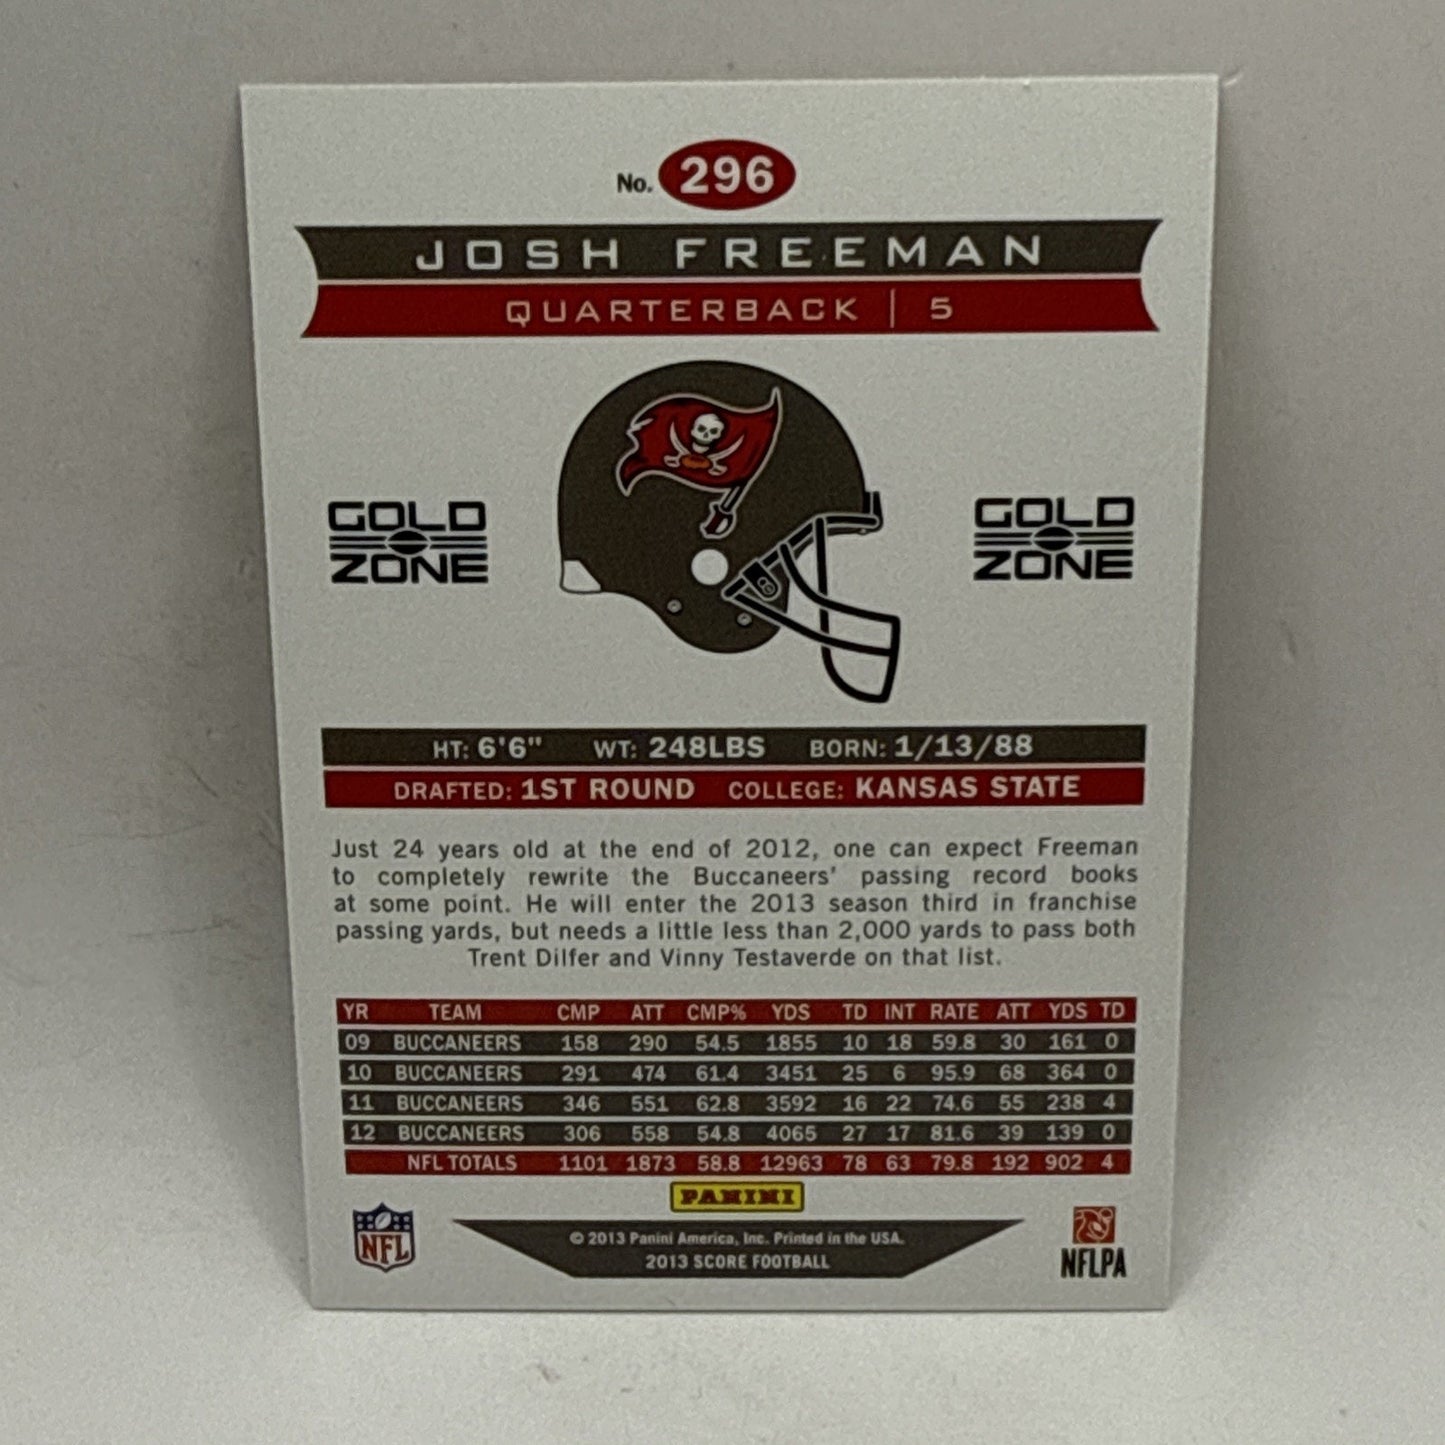 No. 296
JOSH FREEMAN
QUARTERBACK | 5
GOLD ZONE
GOLD ZONE
HT: 6'6" WT: 248LBS BORN: 1/13/88
DRAFTED: 1ST ROUND COLLEGE: KANSAS STATE
Just 24 years old at the end of 2012, one can expect Freeman
to completely rewrite the Buccaneers' passing record books
at some point. He will enter the 2013 season third in franchise
passing yards, but needs a little less than 2,000 yards to pass both
Trent Dilfer and Vinny Testaverde on that list.
YR TEAM CMP ATT CMP% YDS TD INT RATE ATT YDS TD
09 BUCCANEERS 158 290 54.5 1855 10 18 59.8 30 161 0
10 BUCCANEERS 291 474 61.4 3451 25 6 95.9 68 364 0
11 BUCCANEERS 346 551 62.8 3592 16 22 74.6 55 238 4
12 BUCCANEERS 306 558 54.8 4065 27 17 81.6 39 139 0
NFL TOTALS 1101 1873 58.8 12963 78 63 79.8 192 902 4
PANINI
NFL
© 2013 Panini America, Inc. Printed in the USA.
2013 SCORE FOOTBALL
NFLPA